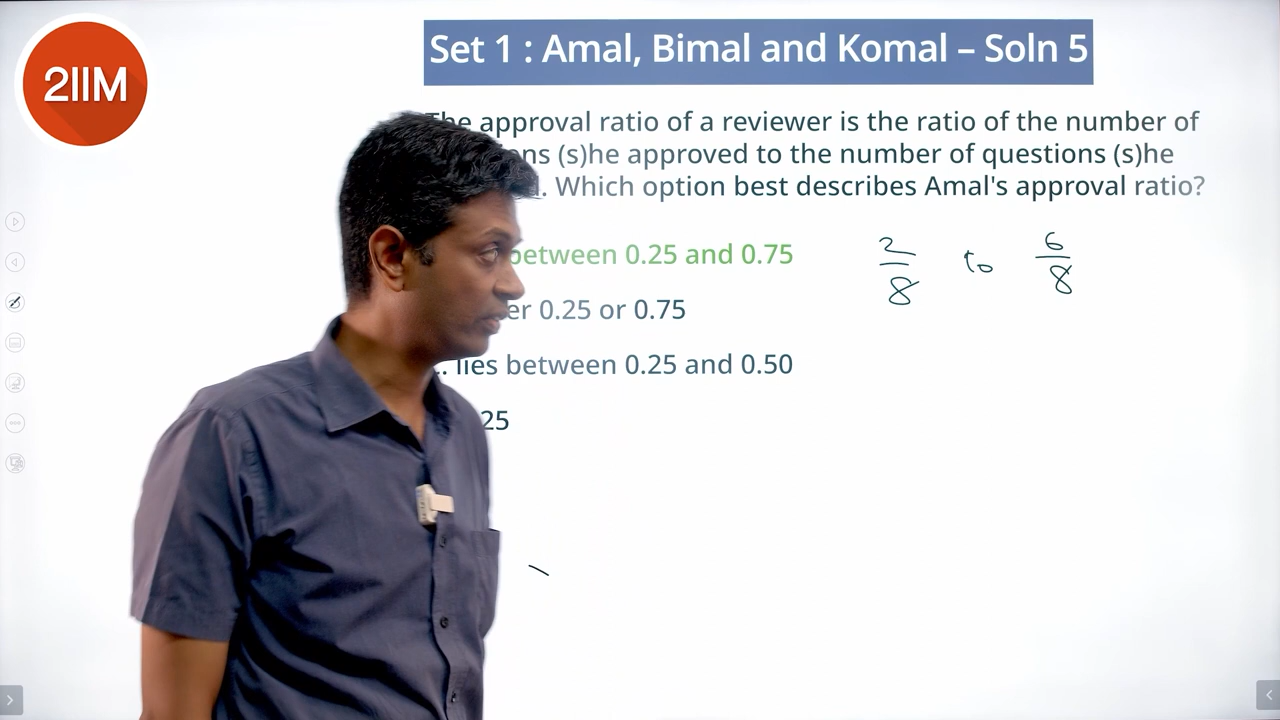 2IIM
Set 1 : Amal, Bimal and Komal – Soln 5
The approval ratio of a reviewer is the ratio of the number of
(s)he approved to the number of questions (s)he
Which option best describes Amal's approval ratio?
between 0.25 and 0.75
2/8 to 6/8
0.25 or 0.75
lies between 0.25 and 0.50
25